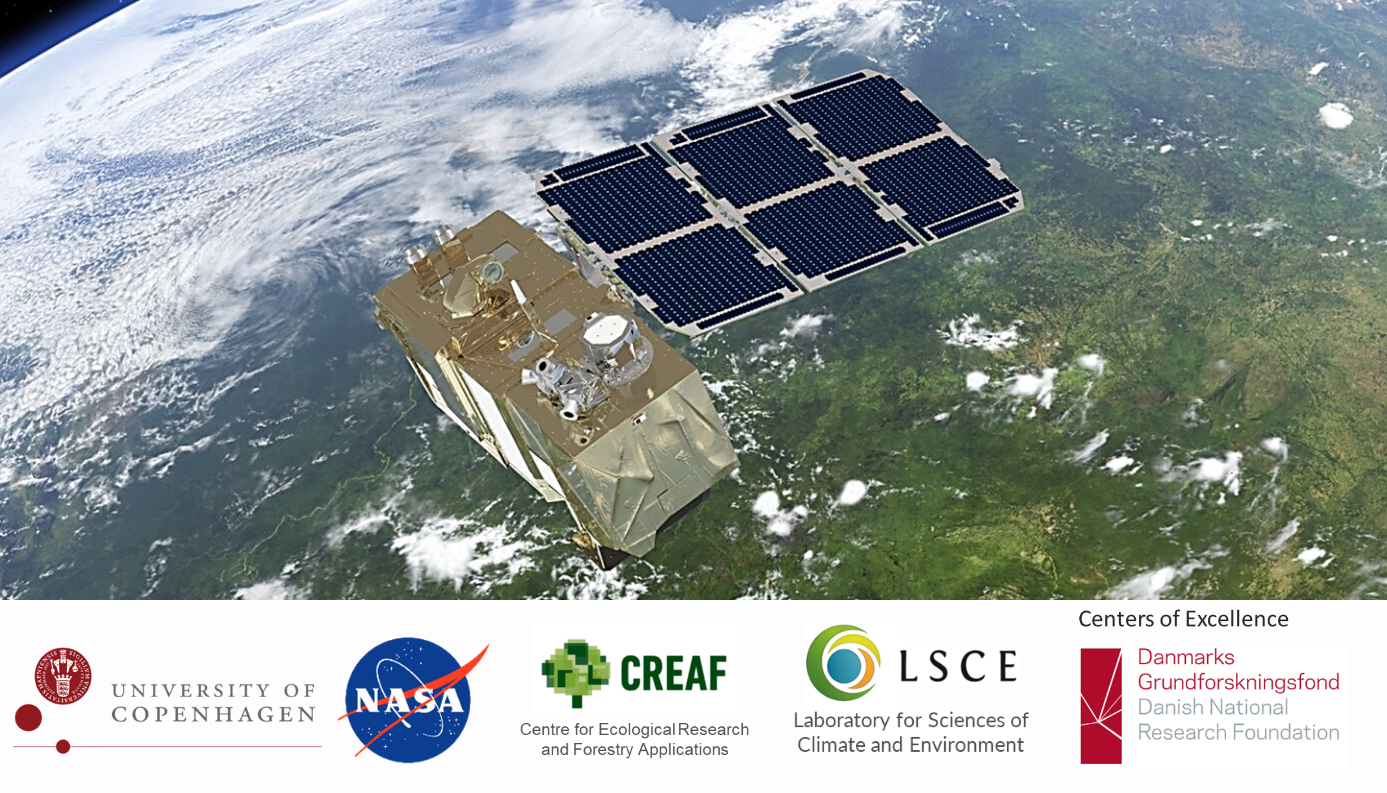 Centers of Excellence
UNIVERSITY OF
COPENHAGEN
NASA
CREAF
Centre for Ecological Research
and Forestry Applications
LSCE
Laboratory for Sciences of
Climate and Environment
Danmarks
Grundforskningsfond
Danish National
Research Foundation